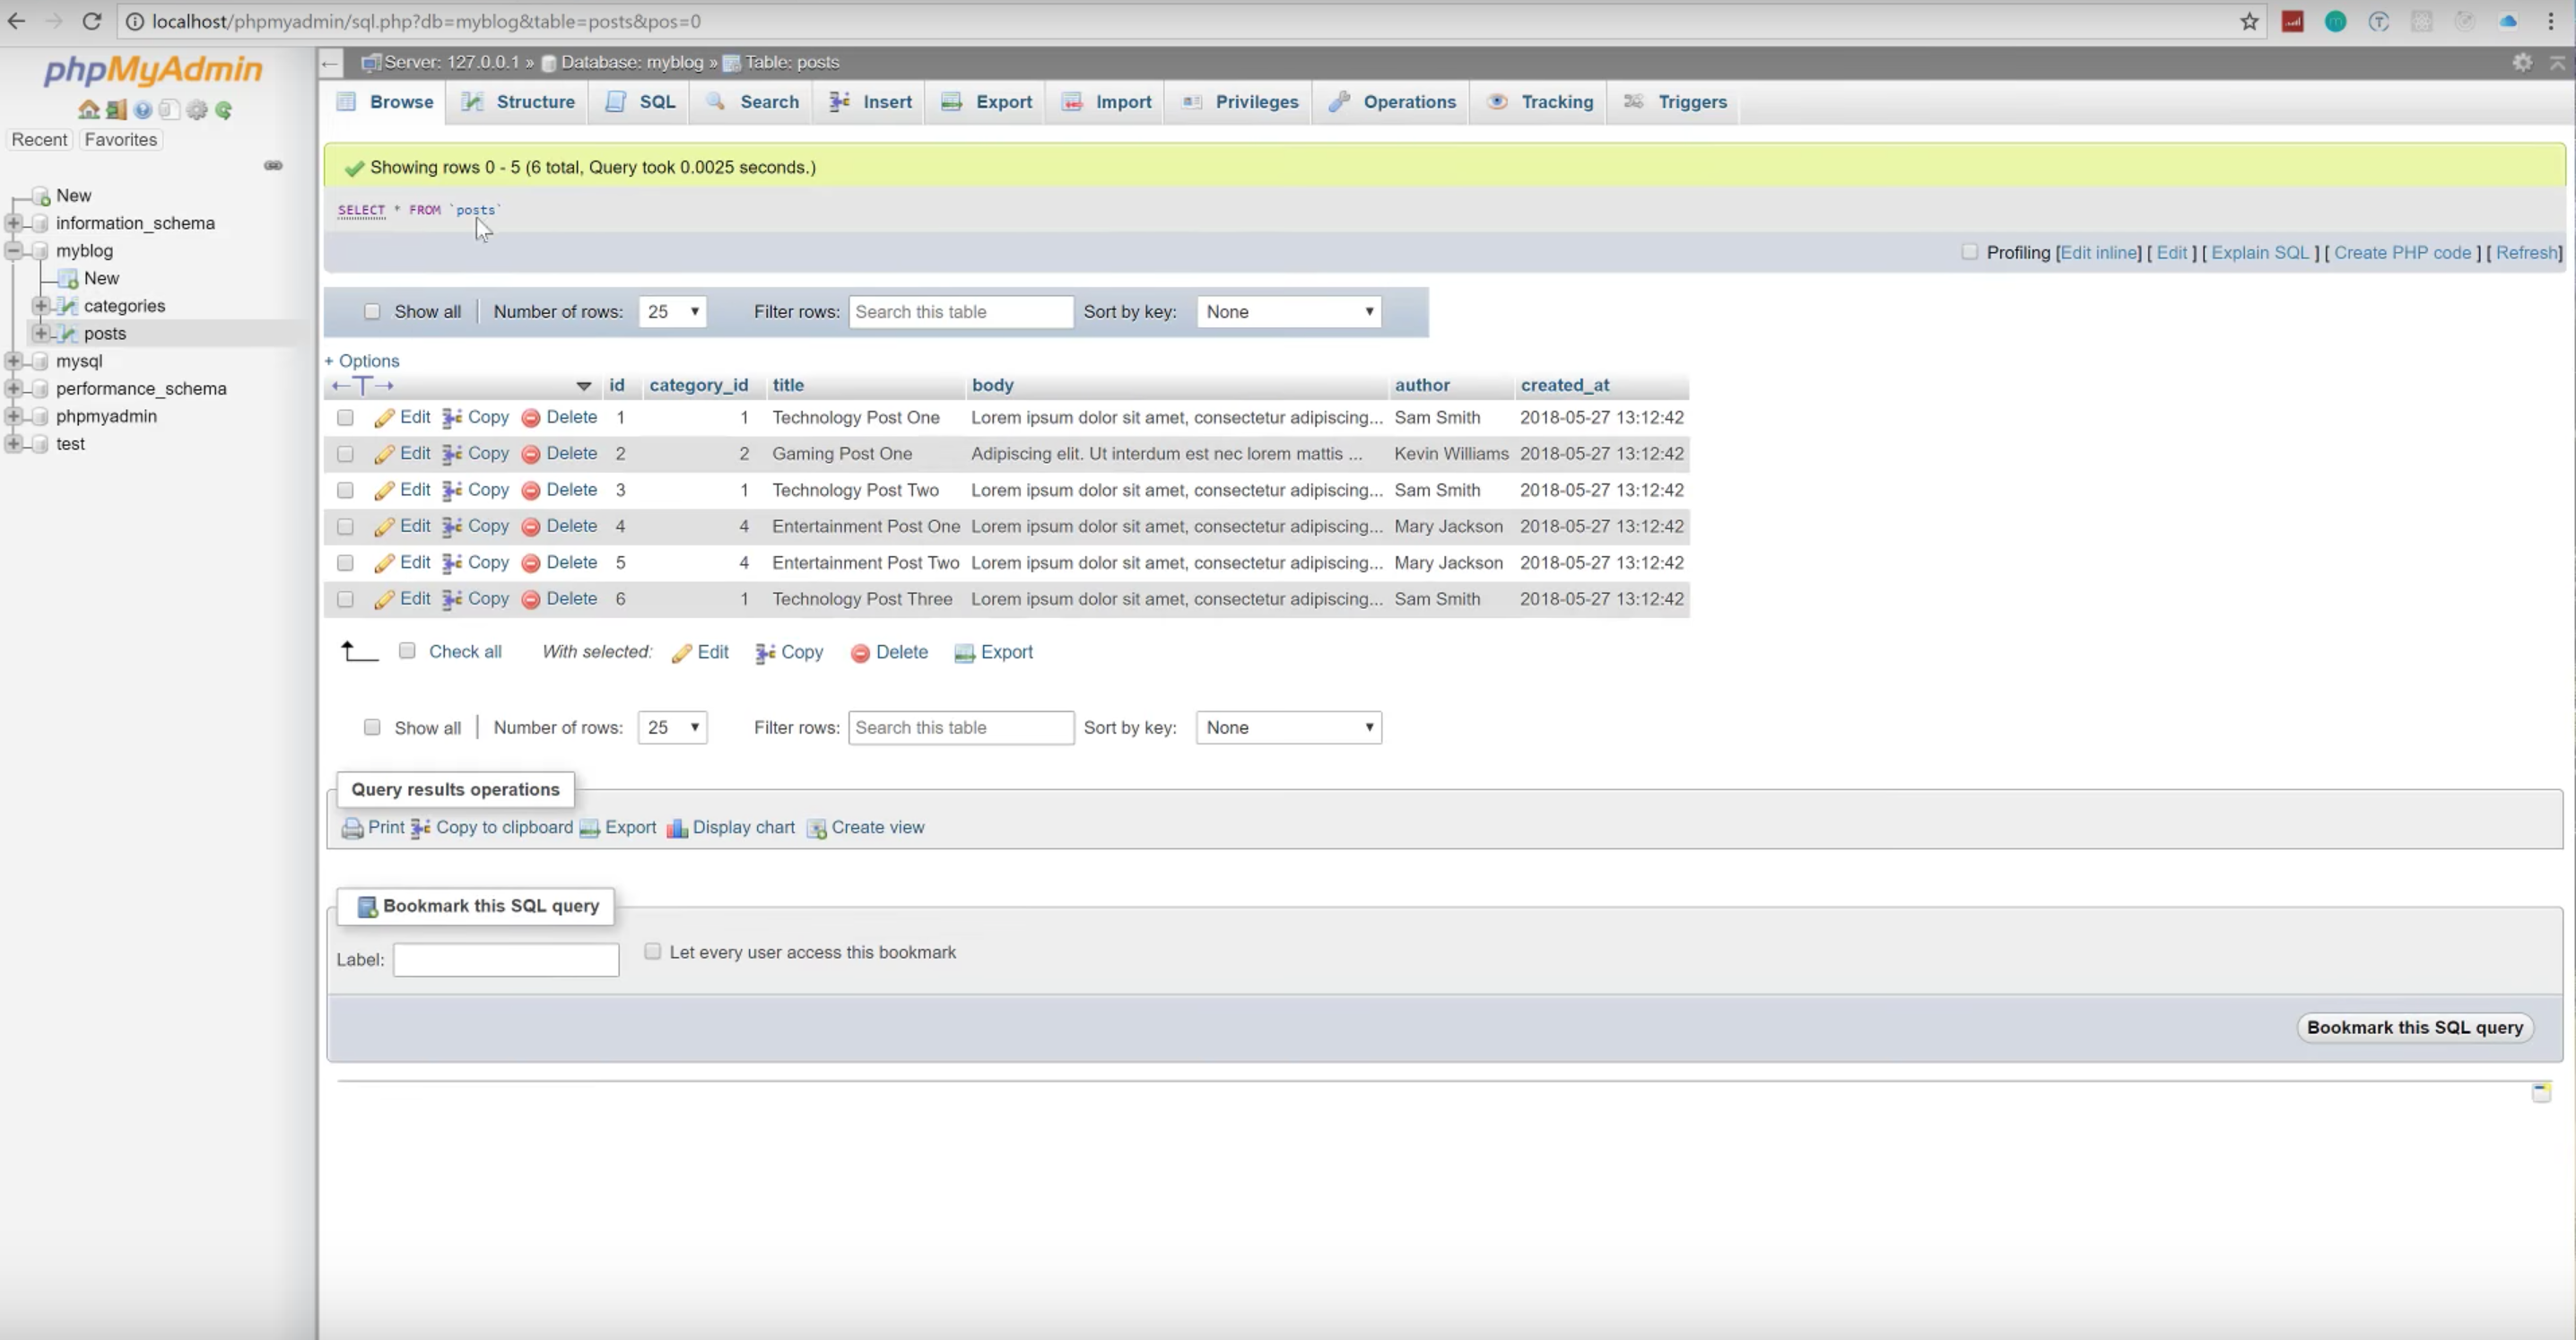 localhost/phpmyadmin/sql.php?db=myblog&table=posts&pos=0
phpMyAdmin
Recent Favorites
New
information_schema
myblog
New
categories
posts
mysql
performance_schema
phpmyadmin
test
Server: 127.0.0.1 » Database: myblog » Table: posts
Browse Structure SQL Search Insert Export Import Privileges Operations Tracking Triggers
Showing rows 0 - 5 (6 total, Query took 0.0025 seconds.)
SELECT * FROM `posts`
Profiling [Edit inline] [ Edit ] [ Explain SQL ] [ Create PHP code ] [ Refresh]
Show all Number of rows: 25 Filter rows: Search this table Sort by key: None
+ Options
id category_id title body author created_at
Edit Copy Delete 1 1 Technology Post One Lorem ipsum dolor sit amet, consectetur adipiscing... Sam Smith 2018-05-27 13:12:42
Edit Copy Delete 2 2 Gaming Post One Adipiscing elit. Ut interdum est nec lorem mattis ... Kevin Williams 2018-05-27 13:12:42
Edit Copy Delete 3 1 Technology Post Two Lorem ipsum dolor sit amet, consectetur adipiscing... Sam Smith 2018-05-27 13:12:42
Edit Copy Delete 4 4 Entertainment Post One Lorem ipsum dolor sit amet, consectetur adipiscing... Mary Jackson 2018-05-27 13:12:42
Edit Copy Delete 5 4 Entertainment Post Two Lorem ipsum dolor sit amet, consectetur adipiscing... Mary Jackson 2018-05-27 13:12:42
Edit Copy Delete 6 1 Technology Post Three Lorem ipsum dolor sit amet, consectetur adipiscing... Sam Smith 2018-05-27 13:12:42
Check all With selected: Edit Copy Delete Export
Show all Number of rows: 25 Filter rows: Search this table Sort by key: None
Query results operations
Print Copy to clipboard Export Display chart Create view
Bookmark this SQL query
Label: Let every user access this bookmark
Bookmark this SQL query